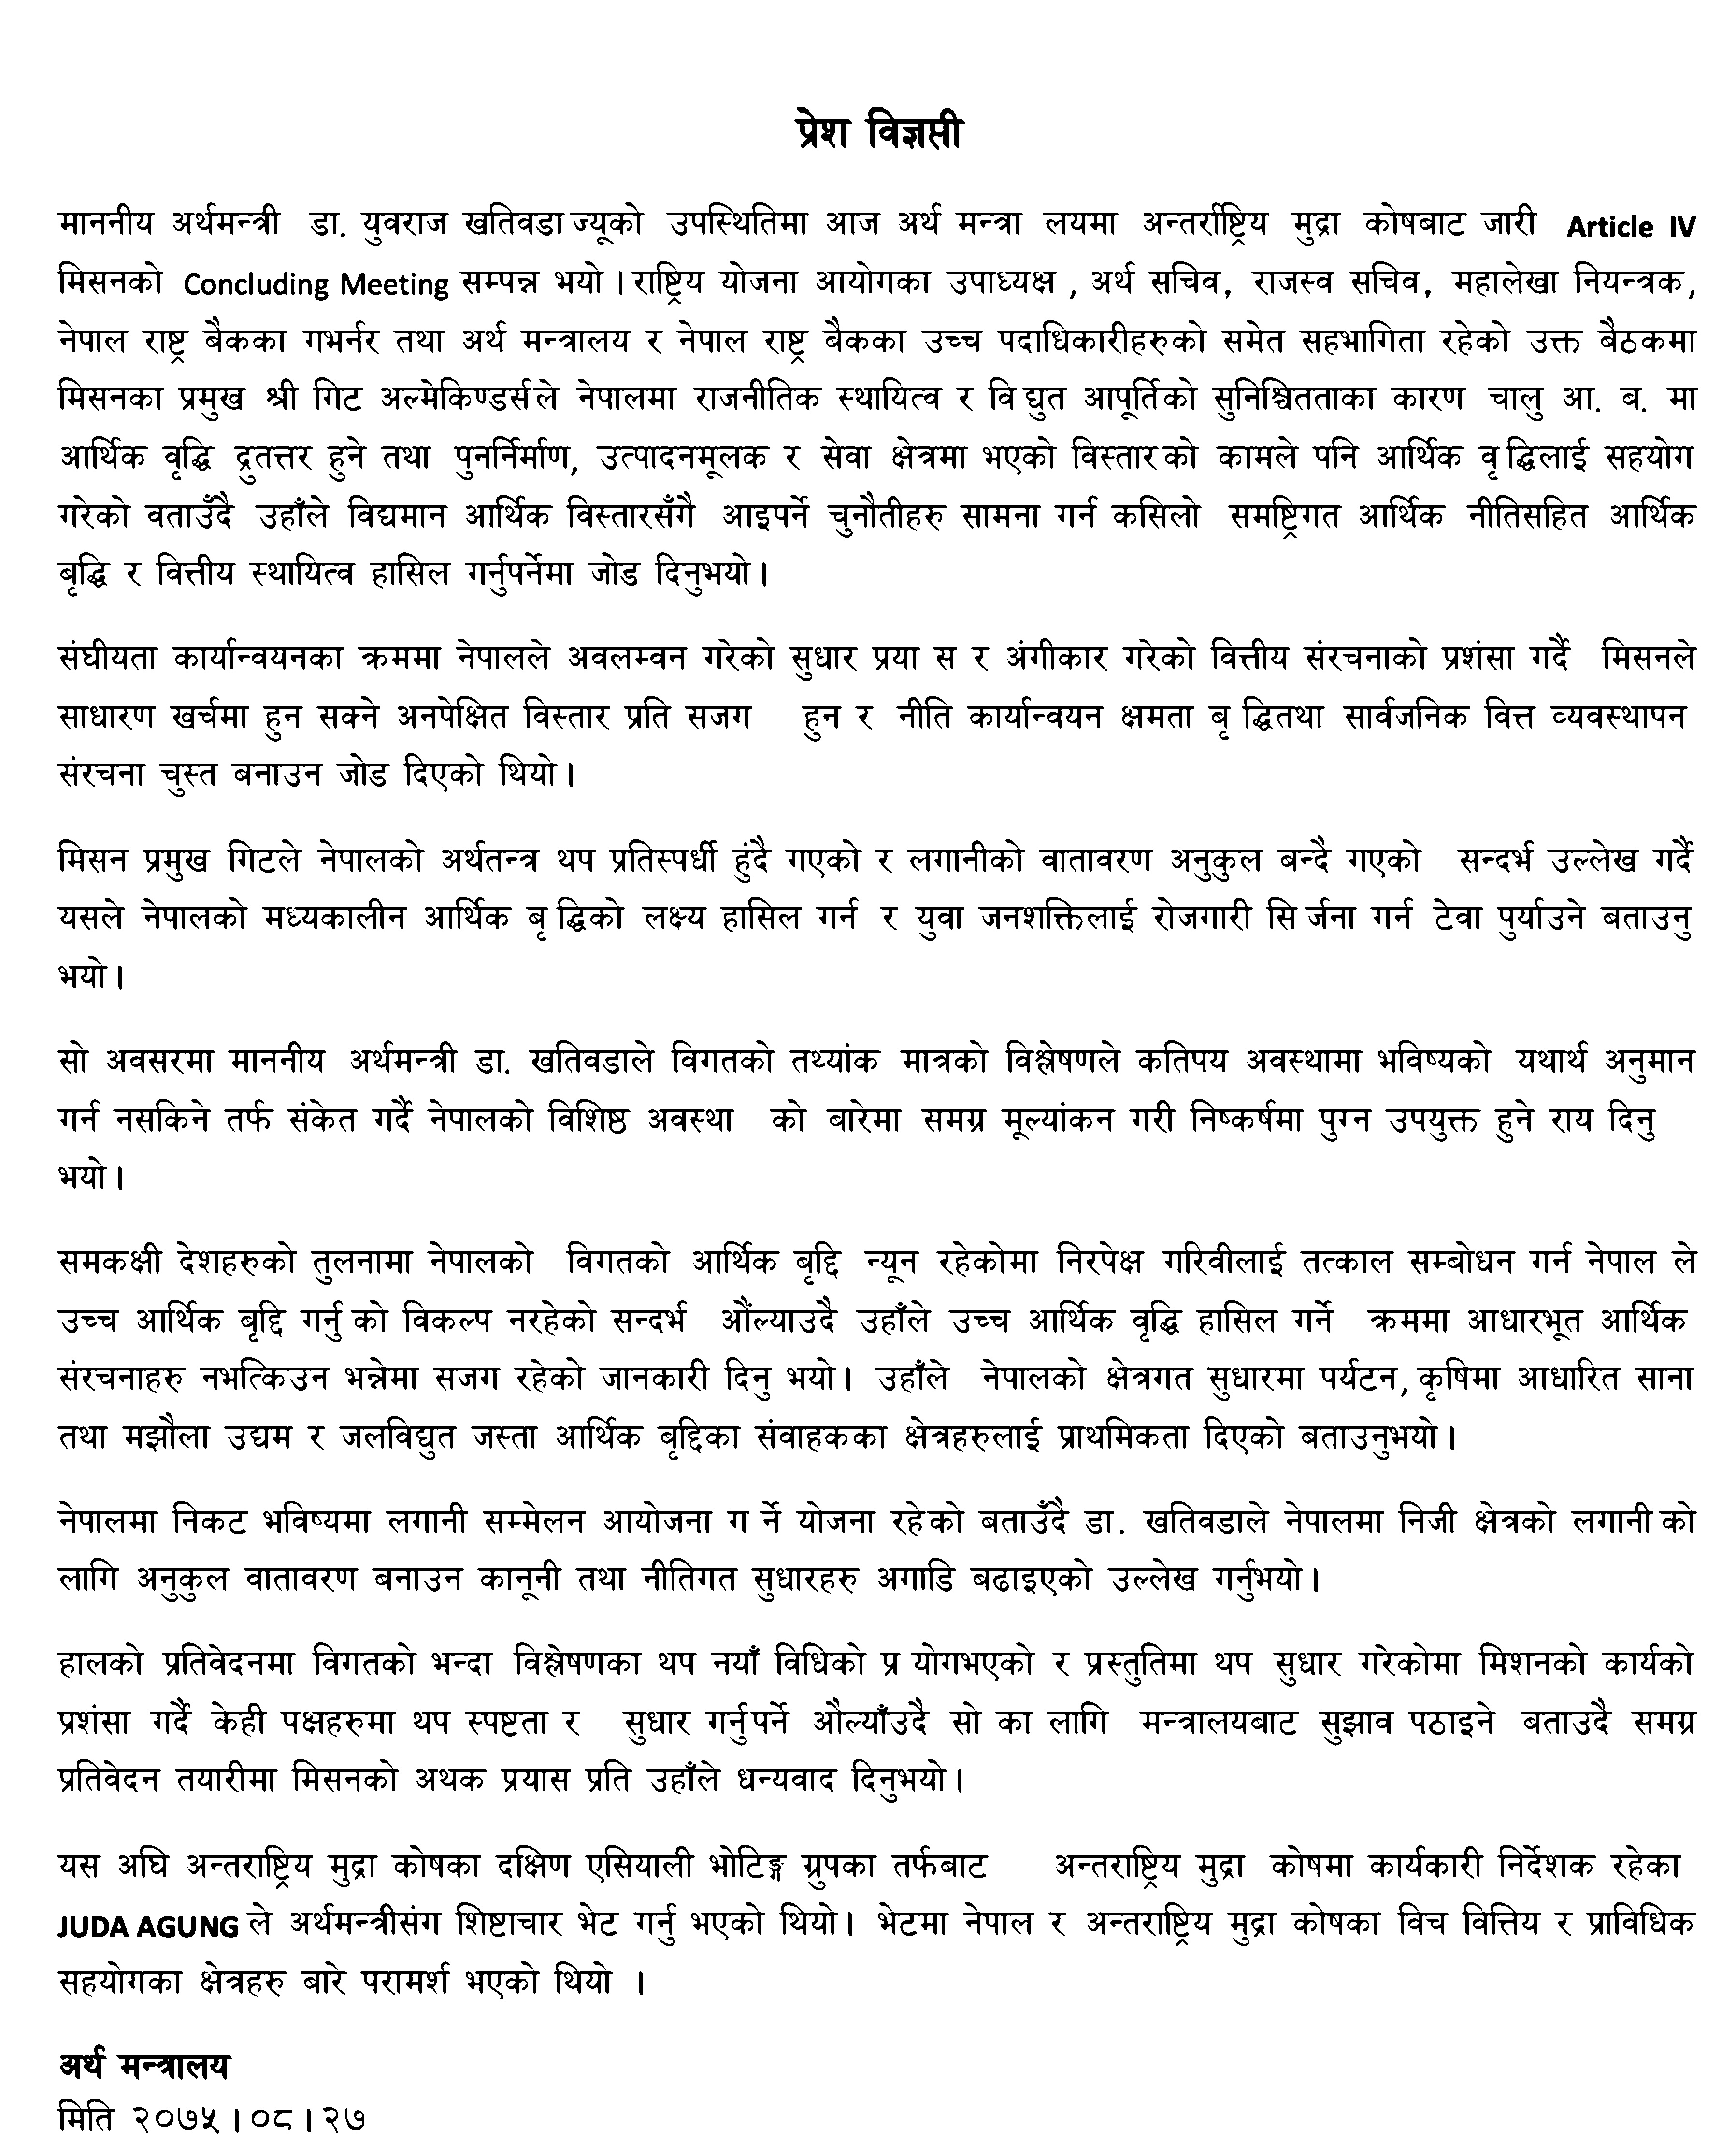 प्रेश विज्ञप्ती
माननीय अर्थमन्त्री डा. युवराज खतिवडा ज्यूको उपस्थितिमा आज अर्थ मन्त्रा लयमा अन्तर्राष्ट्रिय मुद्रा कोषबाट जारी Article IV
मिसनको Concluding Meeting सम्पन्न भयो । राष्ट्रिय योजना आयोगका उपाध्यक्ष , अर्थ सचिव, राजस्व सचिव, महालेखा नियन्त्रक,
नेपाल राष्ट्र बैकका गभर्नर तथा अर्थ मन्त्रालय र नेपाल राष्ट्र बैकका उच्च पदाधिकारीहरुको समेत सहभागिता रहेको उक्त बैठकमा
मिसनका प्रमुख श्री गिट अल्मेकिण्डर्सले नेपालमा राजनीतिक स्थायित्व र वि द्युत आपूर्तिको सुनिश्चितताका कारण चालु आ. ब. मा
आर्थिक वृद्धि द्रुतत्तर हुने तथा पुनर्निर्माण, उत्पादनमूलक र सेवा क्षेत्रमा भएको विस्तार को कामले पनि आर्थिक वृ द्धिलाई सहयोग
गरेको वताउँदै उहाँले विद्यमान आर्थिक विस्तारसँगै आइपर्ने चुनौतीहरु सामना गर्न कसिलो समष्ट्रिगत आर्थिक नीतिसहित आर्थिक
बृद्धि र वित्तीय स्थायित्व हासिल गर्नुपर्नेमा जोड दिनुभयो ।
संघीयता कार्यान्वयनका क्रममा नेपालले अवलम्वन गरेको सुधार प्रया स र अंगीकार गरेको वित्तीय संरचनाको प्रशंसा गर्दै मिसनले
साधारण खर्चमा हुन सक्ने अनपेक्षित विस्तार प्रति सजग हुन र नीति कार्यान्वयन क्षमता बृ द्धितथा सार्वजनिक वित्त व्यवस्थापन
संरचना चुस्त बनाउन जोड दिएको थियो ।
मिसन प्रमुख गिटले नेपालको अर्थतन्त्र थप प्रतिस्पर्धी हुंदै गएको र लगानीको वातावरण अनुकुल बन्दै गएको सन्दर्भ उल्लेख गर्दै
यसले नेपालको मध्यकालीन आर्थिक बृ द्धिको लक्ष्य हासिल गर्न र युवा जनशक्तिलाई रोजगारी सि र्जना गर्न टेवा पुर्याउने बताउनु
भयो ।
सो अवसरमा माननीय अर्थमन्त्री डा. खतिवडाले विगतको तथ्यांक मात्रको विश्लेषणले कतिपय अवस्थामा भविष्यको यथार्थ अनुमान
गर्न नसकिने तर्फ संकेत गर्दै नेपालको विशिष्ठ अवस्था को बारेमा समग्र मूल्यांकन गरी निष्कर्षमा पुग्न उपयुक्त हुने राय दिनु
भयो ।
समकक्षी देशहरुको तुलनामा नेपालको विगतको आर्थिक बृद्दि न्यून रहेकोमा निरपेक्ष गरिवीलाई तत्काल सम्बोधन गर्न नेपाल ले
उच्च आर्थिक बृद्दि गर्नु को विकल्प नरहेको सन्दर्भ औंल्याउदै उहाँले उच्च आर्थिक वृद्धि हासिल गर्ने क्रममा आधारभूत आर्थिक
संरचनाहरु नभत्किउन भन्नेमा सजग रहेको जानकारी दिनु भयो । उहाँले नेपालको क्षेत्रगत सुधारमा पर्यटन, कृषिमा आधारित साना
तथा मझौला उद्यम र जलविद्युत जस्ता आर्थिक बृद्दिका संवाहकका क्षेत्रहरुलाई प्राथमिकता दिएको बताउनुभयो ।
नेपालमा निकट भविष्यमा लगानी सम्मेलन आयोजना ग र्ने योजना रहेको बताउँदै डा. खतिवडाले नेपालमा निजी क्षेत्रको लगानी को
लागि अनुकुल वातावरण बनाउन कानूनी तथा नीतिगत सुधारहरु अगाडि बढाइएको उल्लेख गर्नुभयो ।
हालको प्रतिवेदनमा विगतको भन्दा विश्लेषणका थप नयाँ विधिको प्र योगभएको र प्रस्तुतिमा थप सुधार गरेकोमा मिशनको कार्यको
प्रशंसा गर्दै केही पक्षहरुमा थप स्पष्टता र सुधार गर्नुपर्ने औल्याँउदै सो का लागि मन्त्रालयबाट सुझाव पठाइने बताउदै समग्र
प्रतिवेदन तयारीमा मिसनको अथक प्रयास प्रति उहाँले धन्यवाद दिनुभयो ।
यस अघि अन्तराष्ट्रिय मुद्रा कोषका दक्षिण एसियाली भोटिङ्ग ग्रुपका तर्फबाट अन्तराष्ट्रिय मुद्रा कोषमा कार्यकारी निर्देशक रहेका
JUDA AGUNG ले अर्थमन्त्रीसंग शिष्टाचार भेट गर्नु भएको थियो । भेटमा नेपाल र अन्तराष्ट्रिय मुद्रा कोषका विच वित्तिय र प्राविधिक
सहयोगका क्षेत्रहरु बारे परामर्श भएको थियो ।
अर्थ मन्त्रालय
मिति २०७५ । ०८ । २७